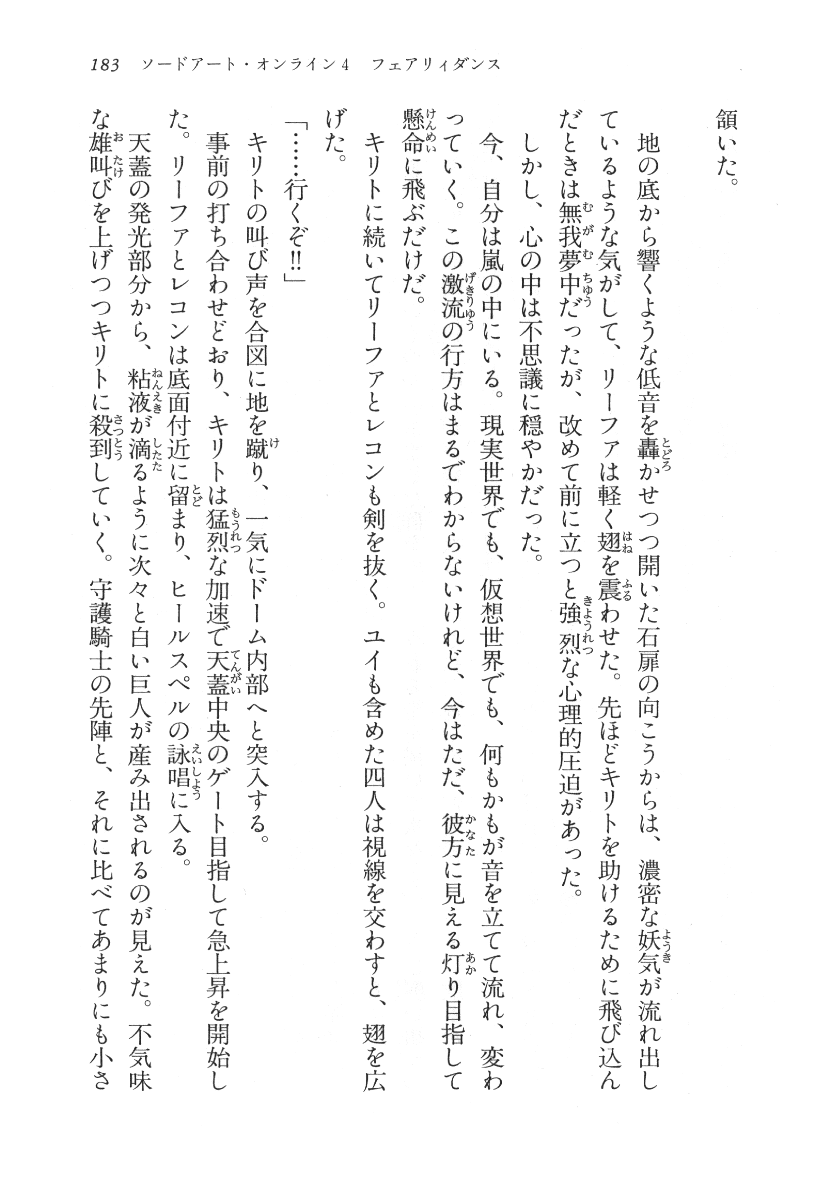 183　ソードアート・オンライン4　フェアリィダンス
頷いた。
　地の底から響くような低音を轟かせつつ開いた石扉の向こうからは、濃密な妖気が流れ出し
ているような気がして、リーファは軽く翅を震わせた。先ほどキリトを助けるために飛び込ん
だときは無我夢中だったが、改めて前に立つと強烈な心理的圧迫があった。
　しかし、心の中は不思議に穏やかだった。
　今、自分は嵐の中にいる。現実世界でも、仮想世界でも、何もかもが音を立てて流れ、変わ
っていく。この激流の行方はまるでわからないけれど、今はただ、彼方に見える灯り目指して
懸命に飛ぶだけだ。
　キリトに続いてリーファとレコンも剣を抜く。ユイも含めた四人は視線を交わすと、翅を広
げた。
「……行くぞ!!」
　キリトの叫び声を合図に地を蹴り、一気にドーム内部へと突入する。
　事前の打ち合わせどおり、キリトは猛烈な加速で天蓋中央のゲート目指して急上昇を開始し
た。リーファとレコンは底面付近に留まり、ヒールスペルの詠唱に入る。
　天蓋の発光部分から、粘液が滴るように次々と白い巨人が産み出されるのが見えた。不気味
な雄叫びを上げつつキリトに殺到していく。守護騎士の先陣と、それに比べてあまりにも小さ